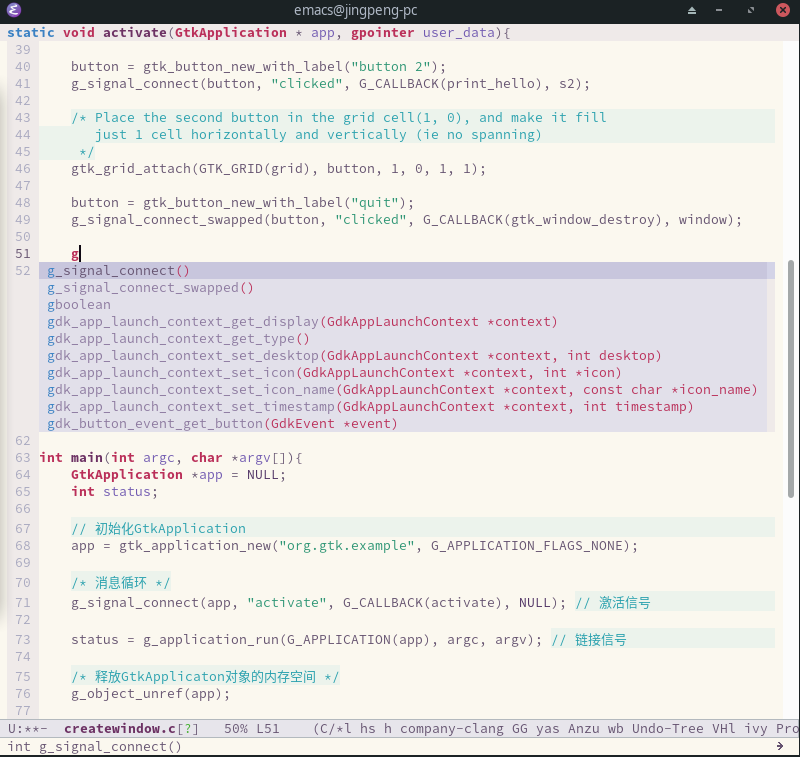 emacs@jingpeng-pc
static void activate(GtkApplication * app, gpointer user_data){
39
40 button = gtk_button_new_with_label("button 2");
41 g_signal_connect(button, "clicked", G_CALLBACK(print_hello), s2);
42
43 /* Place the second button in the grid cell(1, 0), and make it fill
44 just 1 cell horizontally and vertically (ie no spanning)
45 */
46 gtk_grid_attach(GTK_GRID(grid), button, 1, 0, 1, 1);
47
48 button = gtk_button_new_with_label("quit");
49 g_signal_connect_swapped(button, "clicked", G_CALLBACK(gtk_window_destroy), window);
50
51 g
52 g_signal_connect()
g_signal_connect_swapped()
gboolean
gdk_app_launch_context_get_display(GdkAppLaunchContext *context)
gdk_app_launch_context_get_type()
gdk_app_launch_context_set_desktop(GdkAppLaunchContext *context, int desktop)
gdk_app_launch_context_set_icon(GdkAppLaunchContext *context, int *icon)
gdk_app_launch_context_set_icon_name(GdkAppLaunchContext *context, const char *icon_name)
gdk_app_launch_context_set_timestamp(GdkAppLaunchContext *context, int timestamp)
gdk_button_event_get_button(GdkEvent *event)
62
63 int main(int argc, char *argv[]){
64 GtkApplication *app = NULL;
65 int status;
66
67 // 初始化GtkApplication
68 app = gtk_application_new("org.gtk.example", G_APPLICATION_FLAGS_NONE);
69
70 /* 消息循环 */
71 g_signal_connect(app, "activate", G_CALLBACK(activate), NULL); // 激活信号
72
73 status = g_application_run(G_APPLICATION(app), argc, argv); // 链接信号
74
75 /* 释放GtkApplicaton对象的内存空间 */
76 g_object_unref(app);
77
U:**- createwindow.c[?] 50% L51 (C/*l hs h company-clang GG yas Anzu wb Undo-Tree VHl ivy Pro
int g_signal_connect()